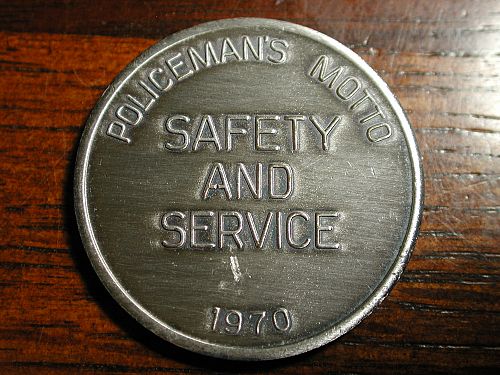 POLICEMAN'S MOTTO
SAFETY
AND
SERVICE
1970